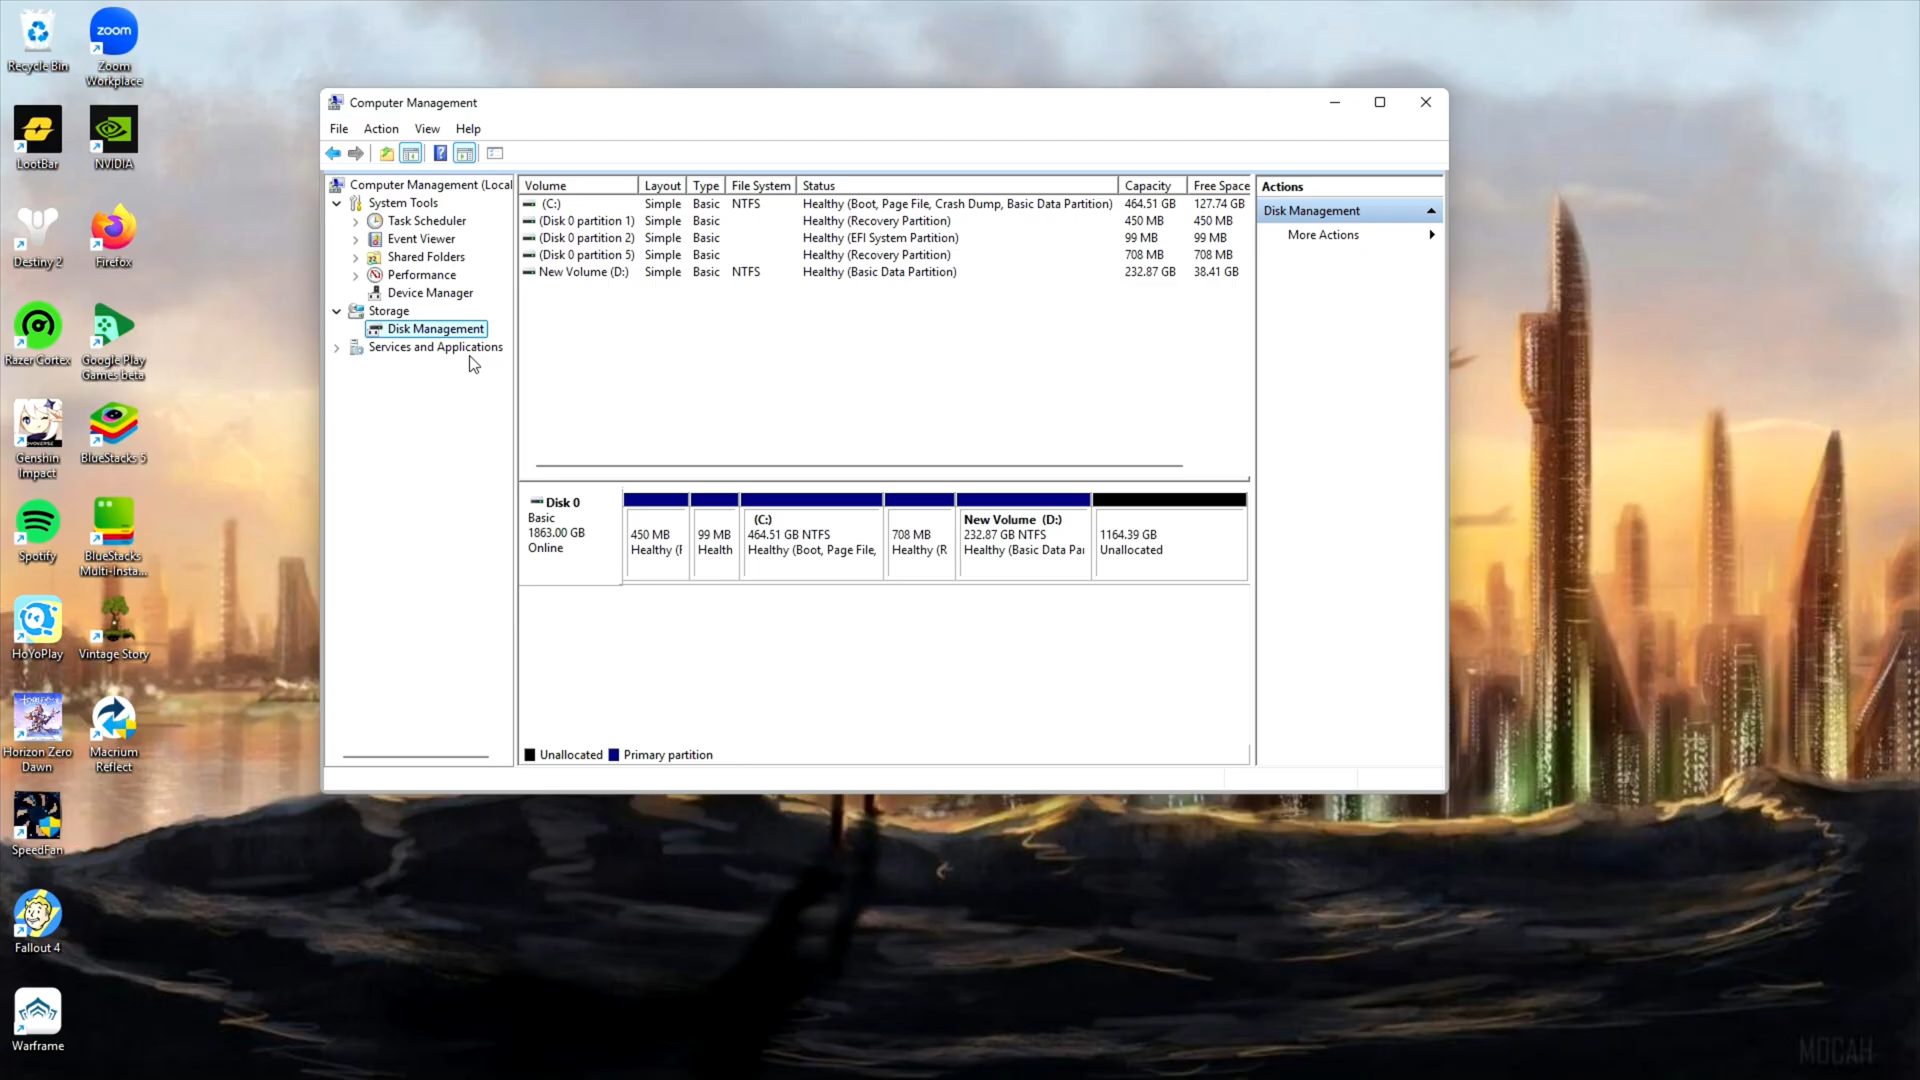 Recycle Bin
Zoom Workplace
zoom
LootBar
NVIDIA
Destiny 2
Firefox
Razer Cortex
Google Play Games beta
Genshin Impact
BlueStacks 5
Spotify
BlueStacks Multi-Insta...
HoYoPlay
Vintage Story
Horizon Zero Dawn
Macrium Reflect
SpeedFan
Fallout 4
Warframe
Computer Management
File Action View Help
Computer Management (Local
System Tools
Task Scheduler
Event Viewer
Shared Folders
Performance
Device Manager
Storage
Disk Management
Services and Applications
Volume Layout Type File System Status Capacity Free Space
(C:) Simple Basic NTFS Healthy (Boot, Page File, Crash Dump, Basic Data Partition) 464.51 GB 127.74 GB
(Disk 0 partition 1) Simple Basic Healthy (Recovery Partition) 450 MB 450 MB
(Disk 0 partition 2) Simple Basic Healthy (EFI System Partition) 99 MB 99 MB
(Disk 0 partition 5) Simple Basic Healthy (Recovery Partition) 708 MB 708 MB
New Volume (D:) Simple Basic NTFS Healthy (Basic Data Partition) 232.87 GB 38.41 GB
Disk 0
Basic
1863.00 GB
Online
450 MB
Healthy (F
99 MB
Health
(C:)
464.51 GB NTFS
Healthy (Boot, Page File,
708 MB
Healthy (R
New Volume (D:)
232.87 GB NTFS
Healthy (Basic Data Par
1164.39 GB
Unallocated
Unallocated Primary partition
Actions
Disk Management
More Actions
MOCAH